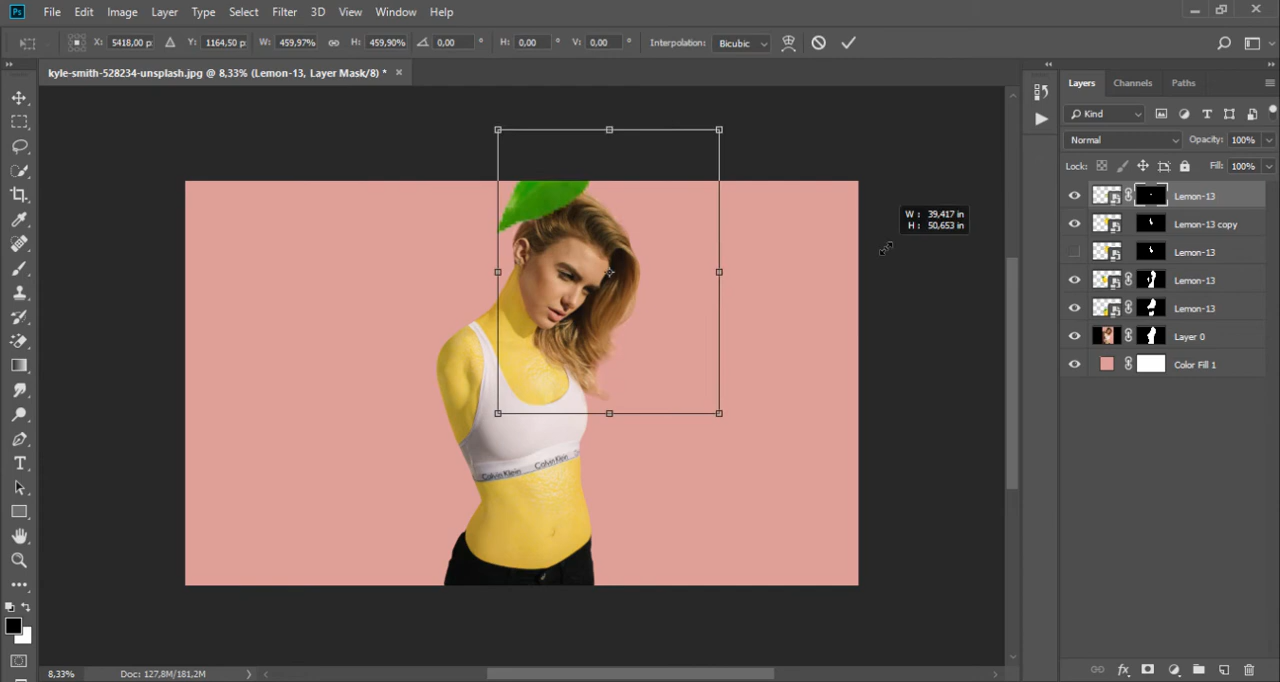 Ps File Edit Image Layer Type Select Filter 3D View Window Help
X: 5418,00 p Y: 1164,50 p W: 459,97% H: 459,90% 0,00 ° H: 0,00 ° V: 0,00 ° Interpolation: Bicubic
kyle-smith-528234-unsplash.jpg @ 8,33% (Lemon-13, Layer Mask/8) * ×
Layers Channels Paths
Kind
Normal Opacity: 100%
Lock: Fill: 100%
Lemon-13
W : 39,417 in
H : 50,653 in
Lemon-13 copy
Lemon-13
Lemon-13
Lemon-13
Layer 0
Color Fill 1
Calvin Klein Calvin Klein
8,33% Doc: 127,8M/181,2M
fx